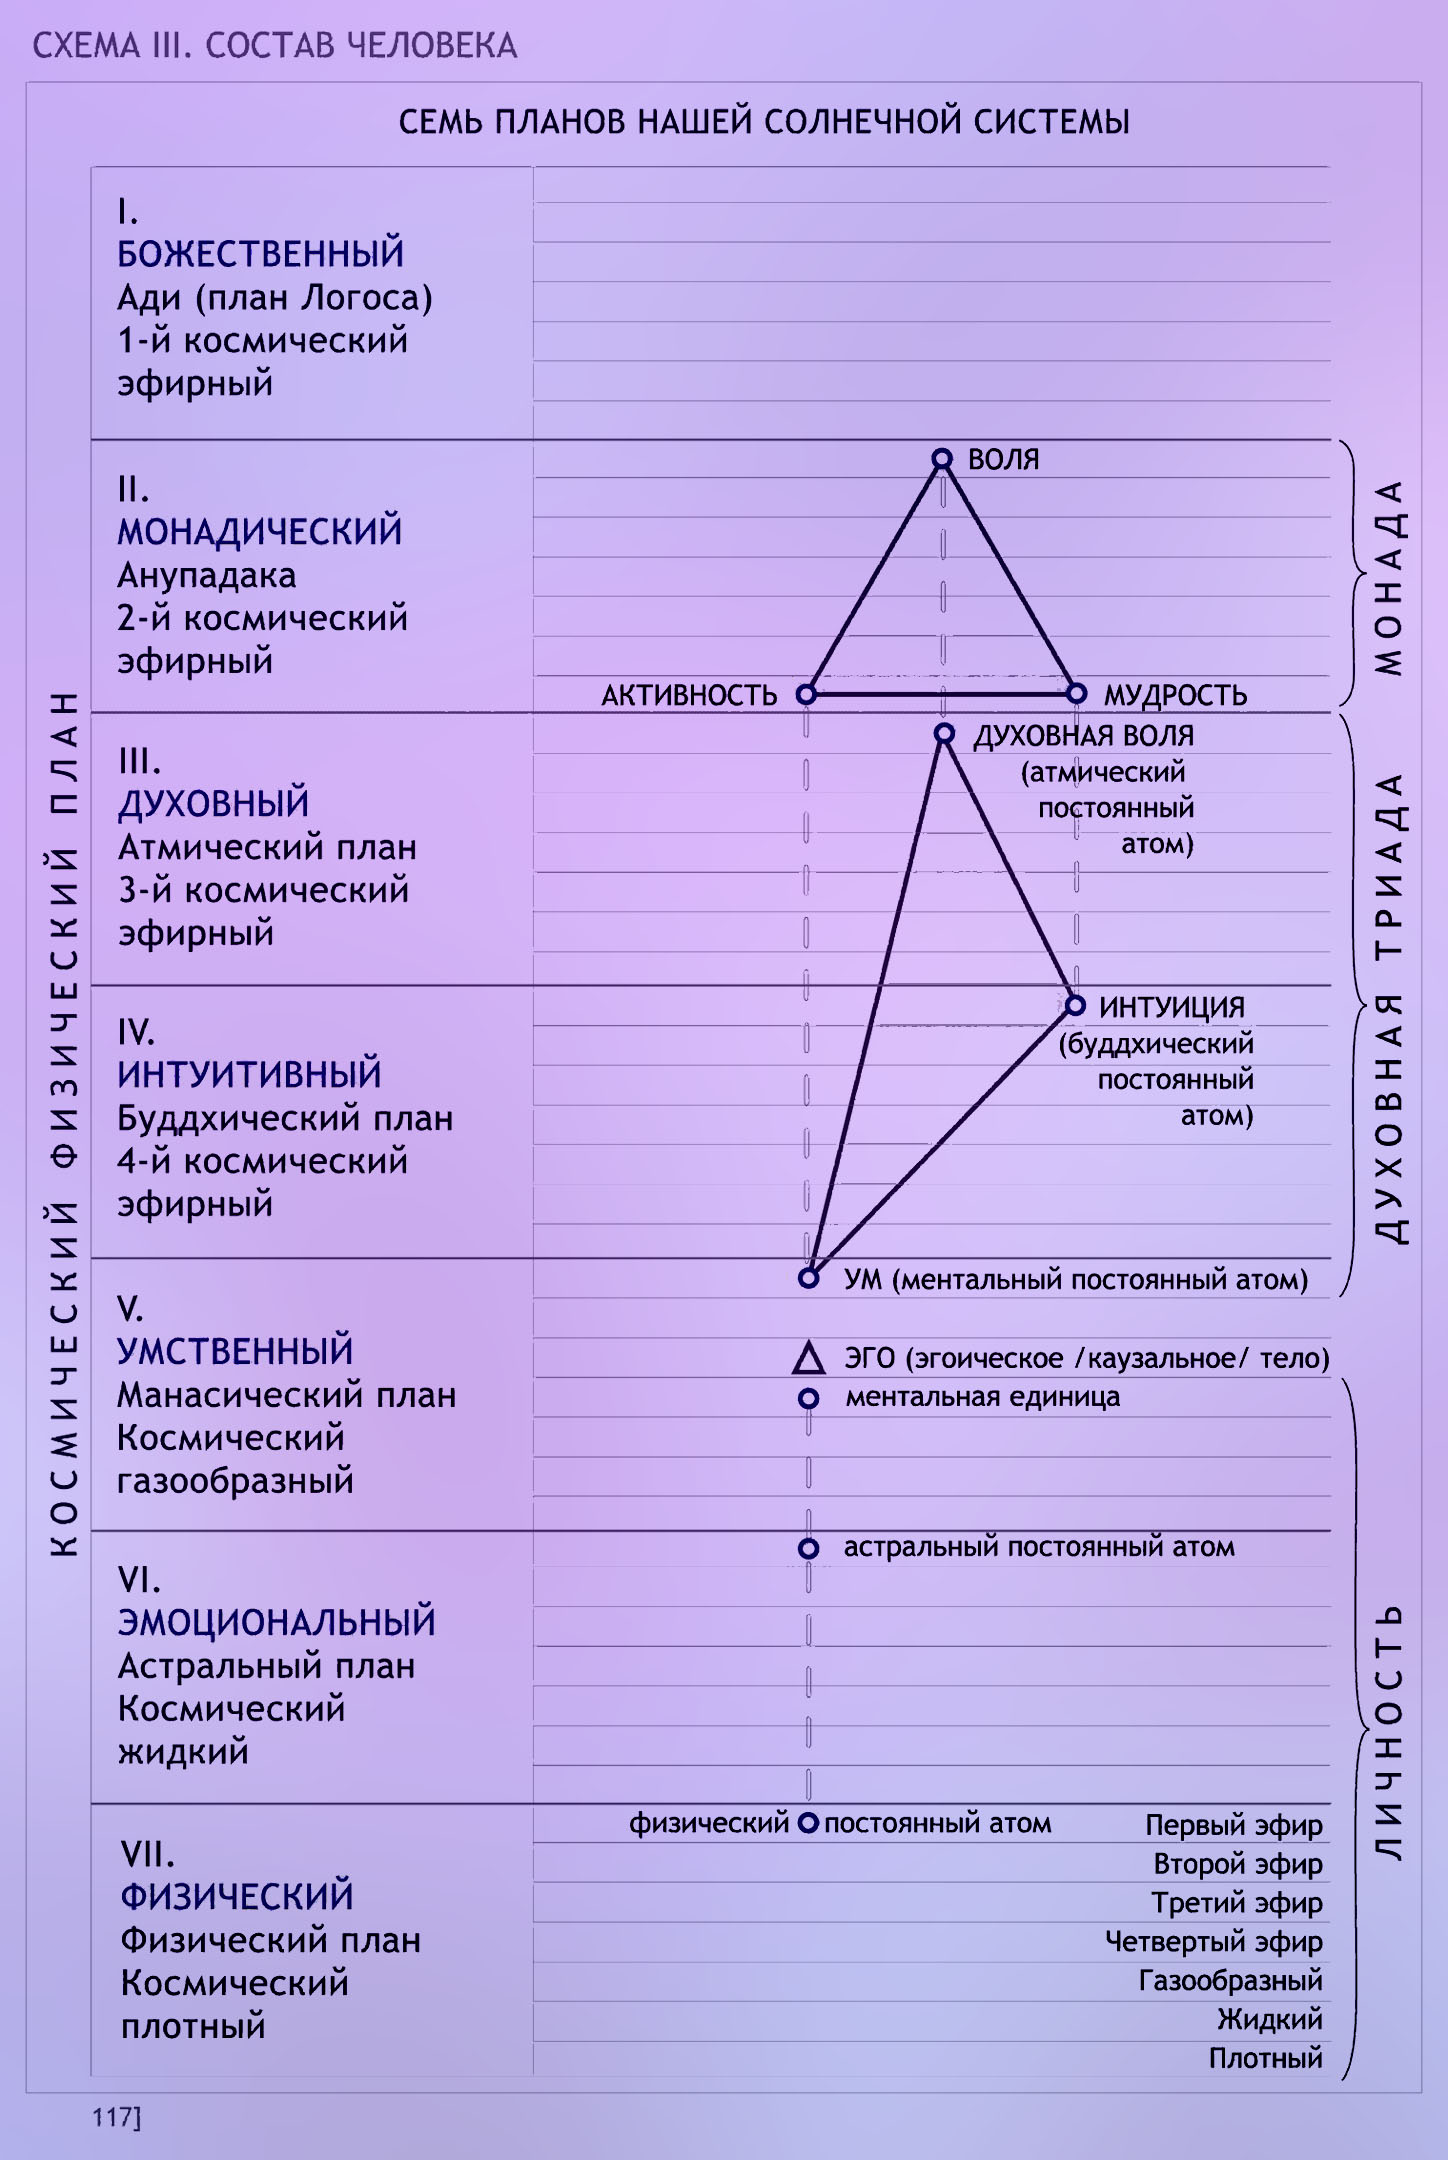 СХЕМА III. СОСТАВ ЧЕЛОВЕКА
СЕМЬ ПЛАНОВ НАШЕЙ СОЛНЕЧНОЙ СИСТЕМЫ
КОСМИЧЕСКИЙ ФИЗИЧЕСКИЙ ПЛАН
I.
БОЖЕСТВЕННЫЙ
Ади (план Логоса)
1-й космический
эфирный
II.
МОНАДИЧЕСКИЙ
Анупадака
2-й космический
эфирный
ВОЛЯ
АКТИВНОСТЬ
МУДРОСТЬ
МОНАДА
III.
ДУХОВНЫЙ
Атмический план
3-й космический
эфирный
ДУХОВНАЯ ВОЛЯ
(атмический
постоянный
атом)
IV.
ИНТУИТИВНЫЙ
Буддхический план
4-й космический
эфирный
ИНТУИЦИЯ
(буддхический
постоянный
атом)
ДУХОВНАЯ ТРИАДА
V.
УМСТВЕННЫЙ
Манасический план
Космический
газообразный
УМ (ментальный постоянный атом)
ЭГО (эгоическое /каузальное/ тело)
ментальная единица
VI.
ЭМОЦИОНАЛЬНЫЙ
Астральный план
Космический
жидкий
астральный постоянный атом
ЛИЧНОСТЬ
VII.
ФИЗИЧЕСКИЙ
Физический план
Космический
плотный
физический постоянный атом
Первый эфир
Второй эфир
Третий эфир
Четвертый эфир
Газообразный
Жидкий
Плотный
117]